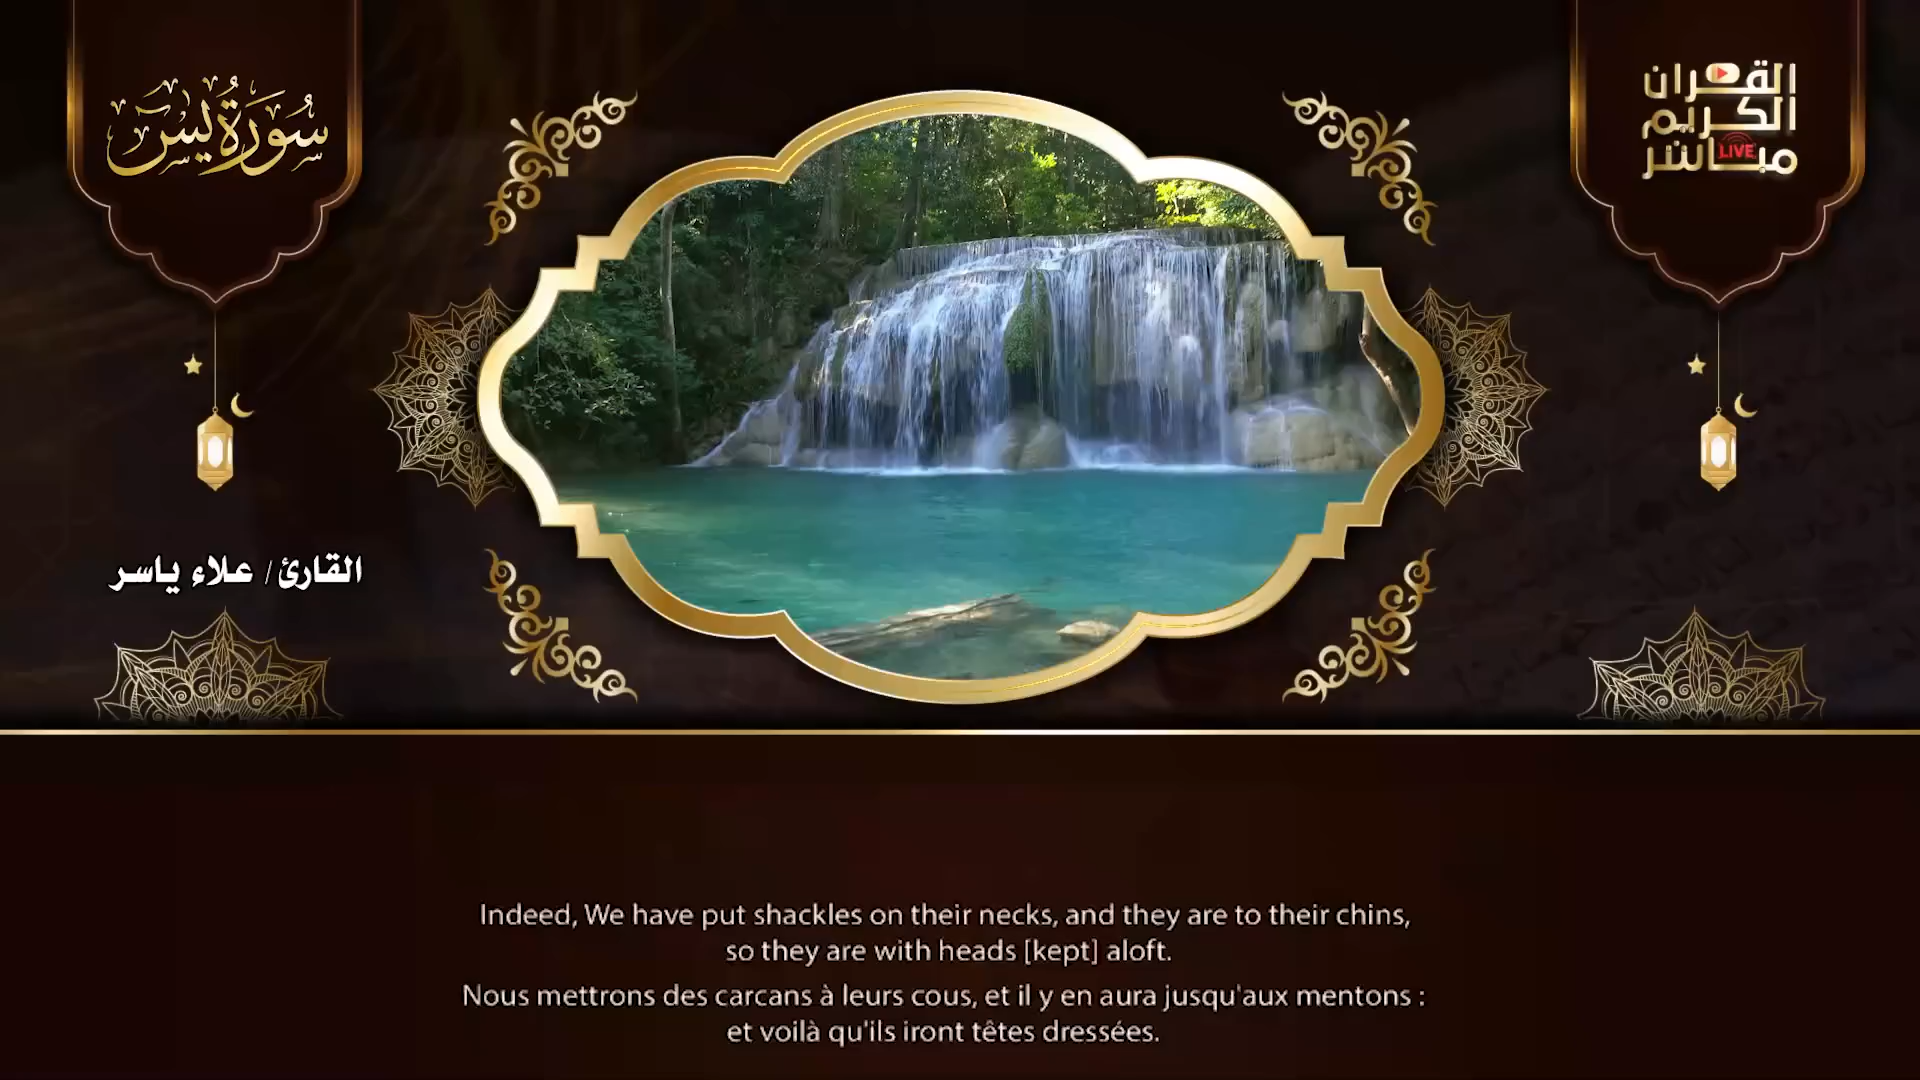 سُورَةُ يس
القرآن
الكريم
مباشر
LIVE
القارئ / علاء ياسر
Indeed, We have put shackles on their necks, and they are to their chins,
so they are with heads [kept] aloft.
Nous mettrons des carcans à leurs cous, et il y en aura jusqu'aux mentons :
et voilà qu'ils iront têtes dressées.